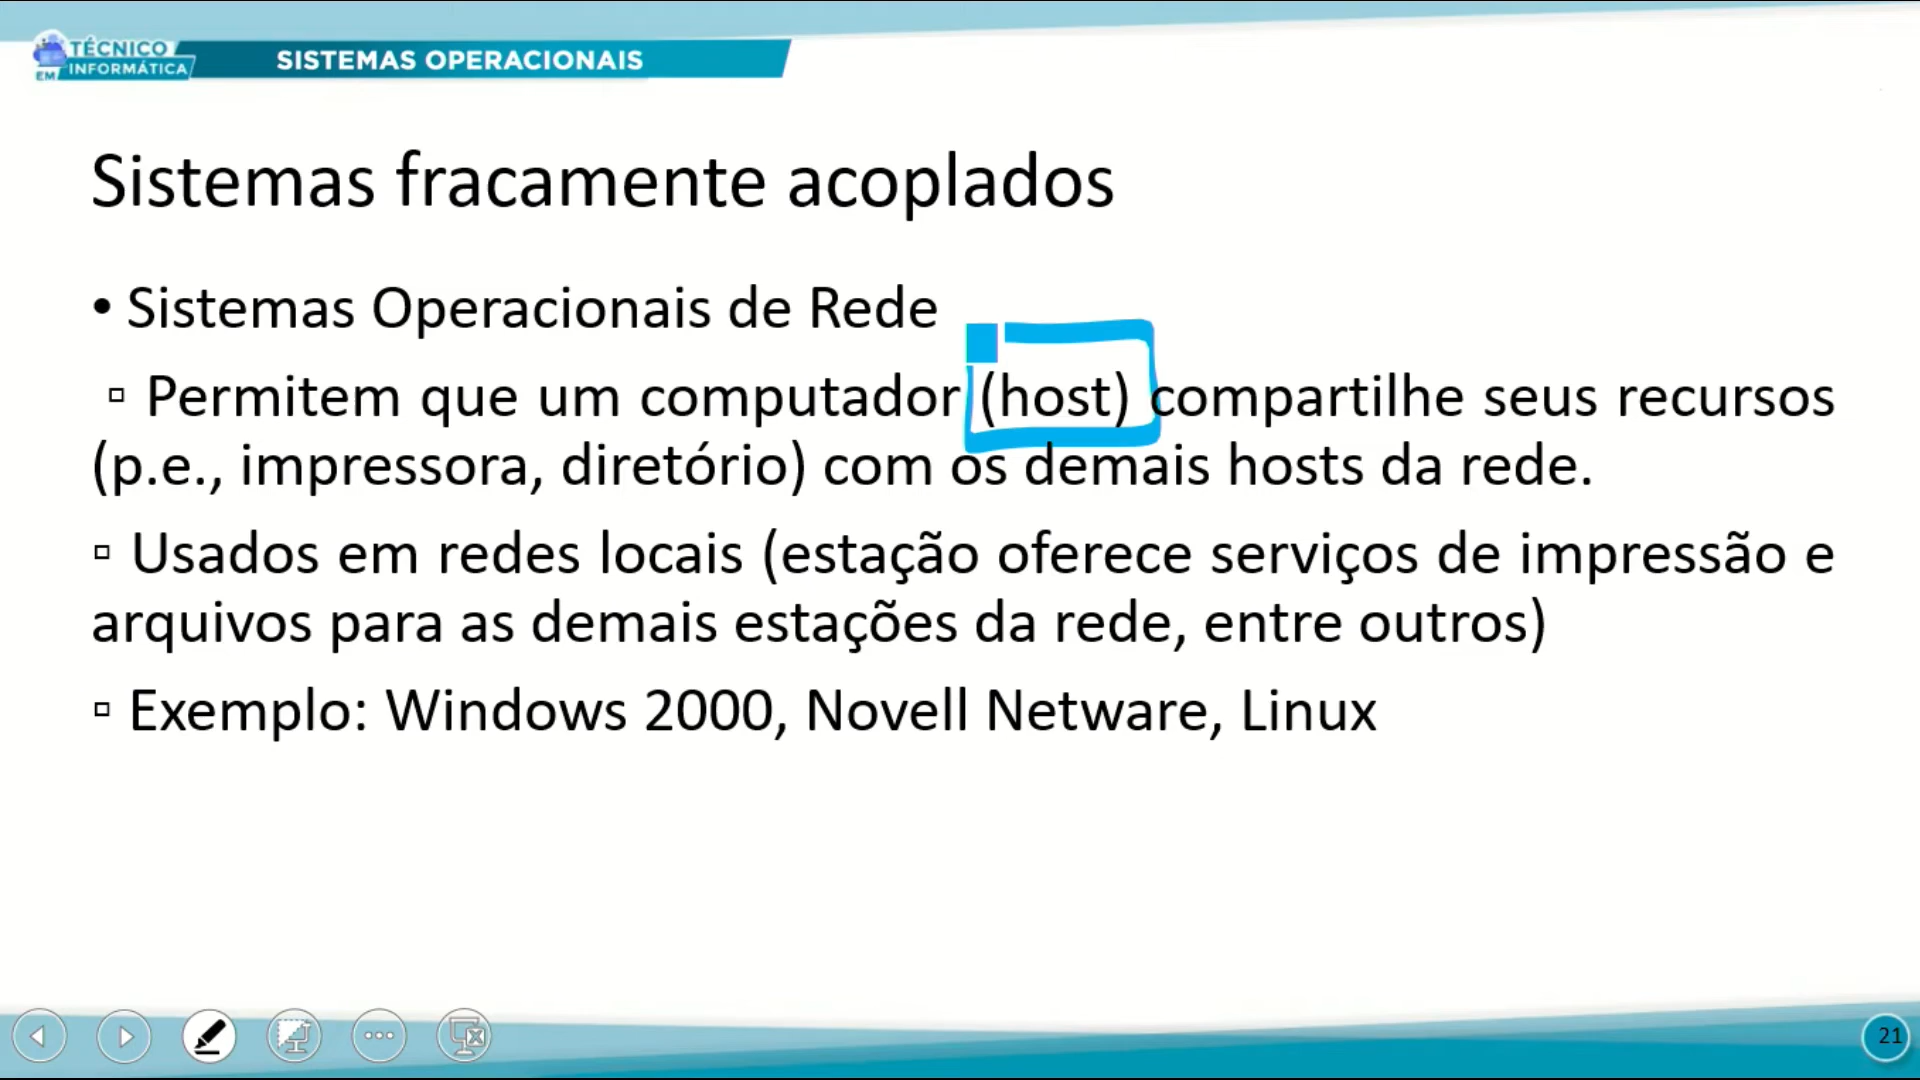 TÉCNICO
EM INFORMÁTICA
SISTEMAS OPERACIONAIS
Sistemas fracamente acoplados
• Sistemas Operacionais de Rede
▫ Permitem que um computador (host) compartilhe seus recursos
(p.e., impressora, diretório) com os demais hosts da rede.
▫ Usados em redes locais (estação oferece serviços de impressão e
arquivos para as demais estações da rede, entre outros)
▫ Exemplo: Windows 2000, Novell Netware, Linux
21